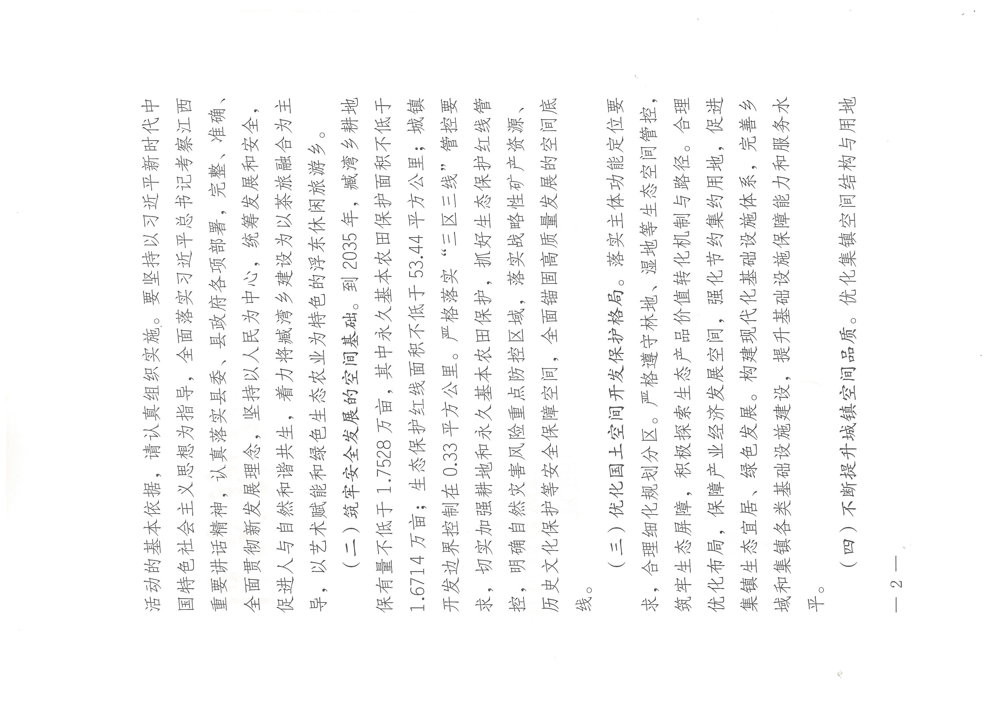 活动的基本依据，请认真组织实施。要坚持以习近平新时代中
国特色社会主义思想为指导，全面落实习近平总书记考察江西
重要讲话精神，认真落实县委、县政府各项部署，完整、准确、
全面贯彻新发展理念，坚持以人民为中心，统筹发展和安全，
促进人与自然和谐共生，着力将臧湾乡建设为以茶旅融合为主
导，以艺术赋能和绿色生态农业为特色的浮东休闲旅游乡。
（二）筑牢安全发展的空间基础。到 2035 年，臧湾乡耕地
保有量不低于 1.7528 万亩，其中永久基本农田保护面积不低于
1.6714 万亩；生态保护红线面积不低于 53.44 平方公里；城镇
开发边界控制在 0.33 平方公里。严格落实“三区三线”管控要
求，切实加强耕地和永久基本农田保护，抓好生态保护红线管
控，明确自然灾害风险重点防控区域，落实战略性矿产资源、
历史文化保护等安全保障空间，全面锚固高质量发展的空间底
线。
（三）优化国土空间开发保护格局。落实主体功能定位要
求，合理细化规划分区。严格遵守林地、湿地等生态空间管控，
筑牢生态屏障，积极探索生态产品价值转化机制与路径。合理
优化布局，保障产业经济发展空间，强化节约集约用地，促进
集镇生态宜居、绿色发展。构建现代化基础设施体系，完善乡
域和集镇各类基础设施建设，提升基础设施保障能力和服务水
平。
（四）不断提升城镇空间品质。优化集镇空间结构与用地
— 2 —